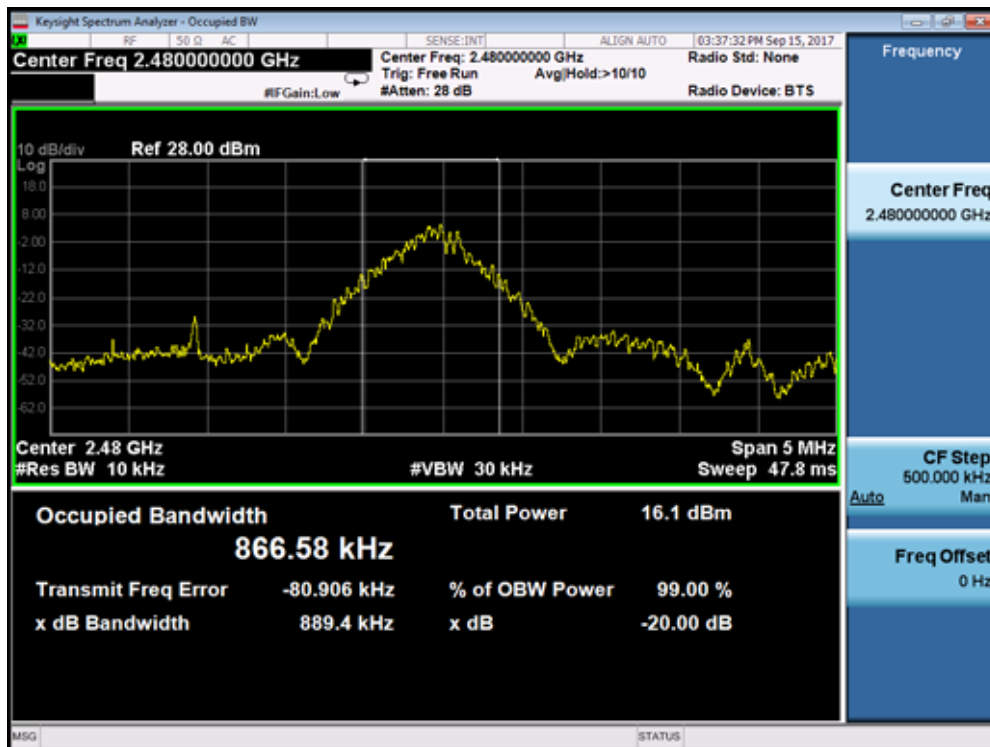 Keysight Spectrum Analyzer - Occupied BW
RF 50 Ω AC SENSE:INT ALIGN AUTO 03:37:32 PM Sep 15, 2017
Center Freq 2.480000000 GHz
Center Freq: 2.480000000 GHz Radio Std: None
Trig: Free Run Avg|Hold:>10/10
#IFGain:Low #Atten: 28 dB Radio Device: BTS
10 dB/div Ref 28.00 dBm
Log
18.0
8.00
-2.00
-12.0
-22.0
-32.0
-42.0
-52.0
-62.0
Center 2.48 GHz Span 5 MHz
#Res BW 10 kHz #VBW 30 kHz Sweep 47.8 ms
Occupied Bandwidth Total Power 16.1 dBm
866.58 kHz
Transmit Freq Error -80.906 kHz % of OBW Power 99.00 %
x dB Bandwidth 889.4 kHz x dB -20.00 dB
MSG STATUS
Frequency
Center Freq
2.480000000 GHz
CF Step
500.000 kHz
Auto Man
Freq Offset
0 Hz